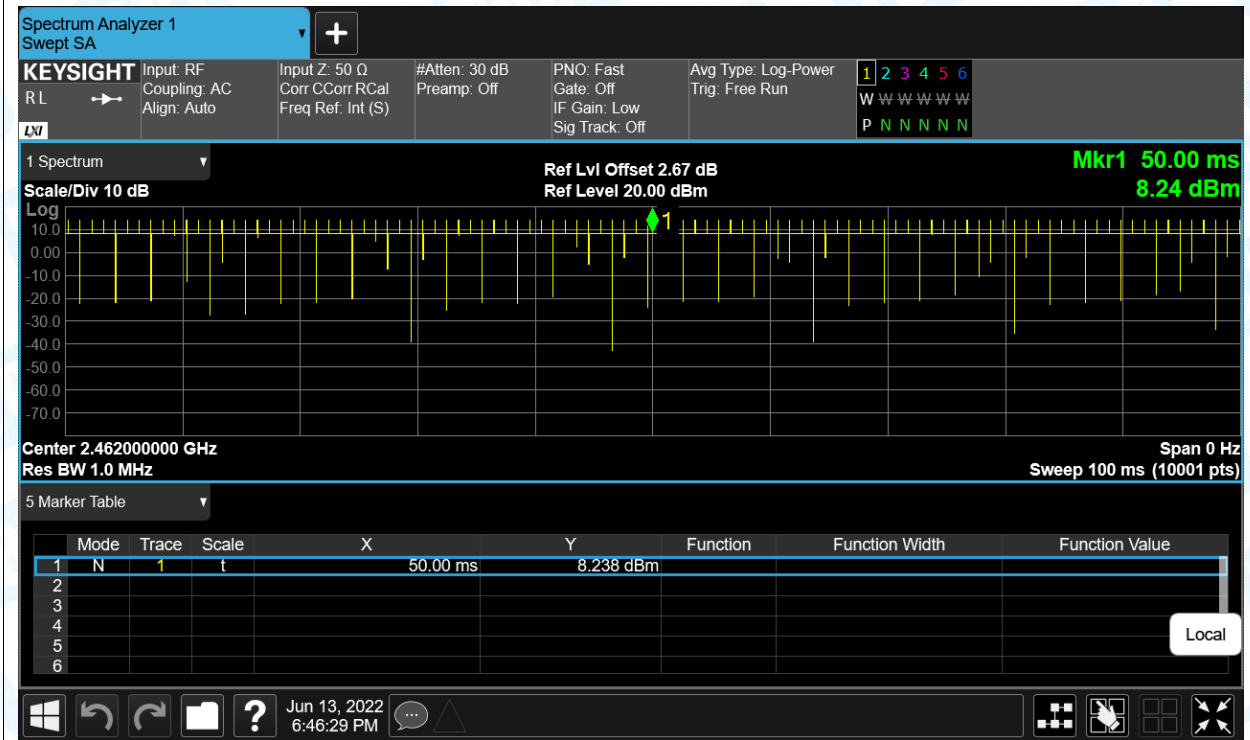 Spectrum Analyzer 1
Swept SA
+
KEYSIGHT
R L
LXI
Input: RF
Coupling: AC
Align: Auto
Input Z: 50 Ω
Corr CCorr RCal
Freq Ref: Int (S)
#Atten: 30 dB
Preamp: Off
PNO: Fast
Gate: Off
IF Gain: Low
Sig Track: Off
Avg Type: Log-Power
Trig: Free Run
1 2 3 4 5 6
W W W W W W
P N N N N N
1 Spectrum
Scale/Div 10 dB
Ref Lvl Offset 2.67 dB
Ref Level 20.00 dBm
Mkr1 50.00 ms
8.24 dBm
Log
10.0
0.00
-10.0
-20.0
-30.0
-40.0
-50.0
-60.0
-70.0
1
Center 2.462000000 GHz
Res BW 1.0 MHz
Span 0 Hz
Sweep 100 ms (10001 pts)
5 Marker Table
Mode Trace Scale X Y Function Function Width Function Value
1 N 1 t 50.00 ms 8.238 dBm
2
3
4
5
6
Local
?
Jun 13, 2022
6:46:29 PM